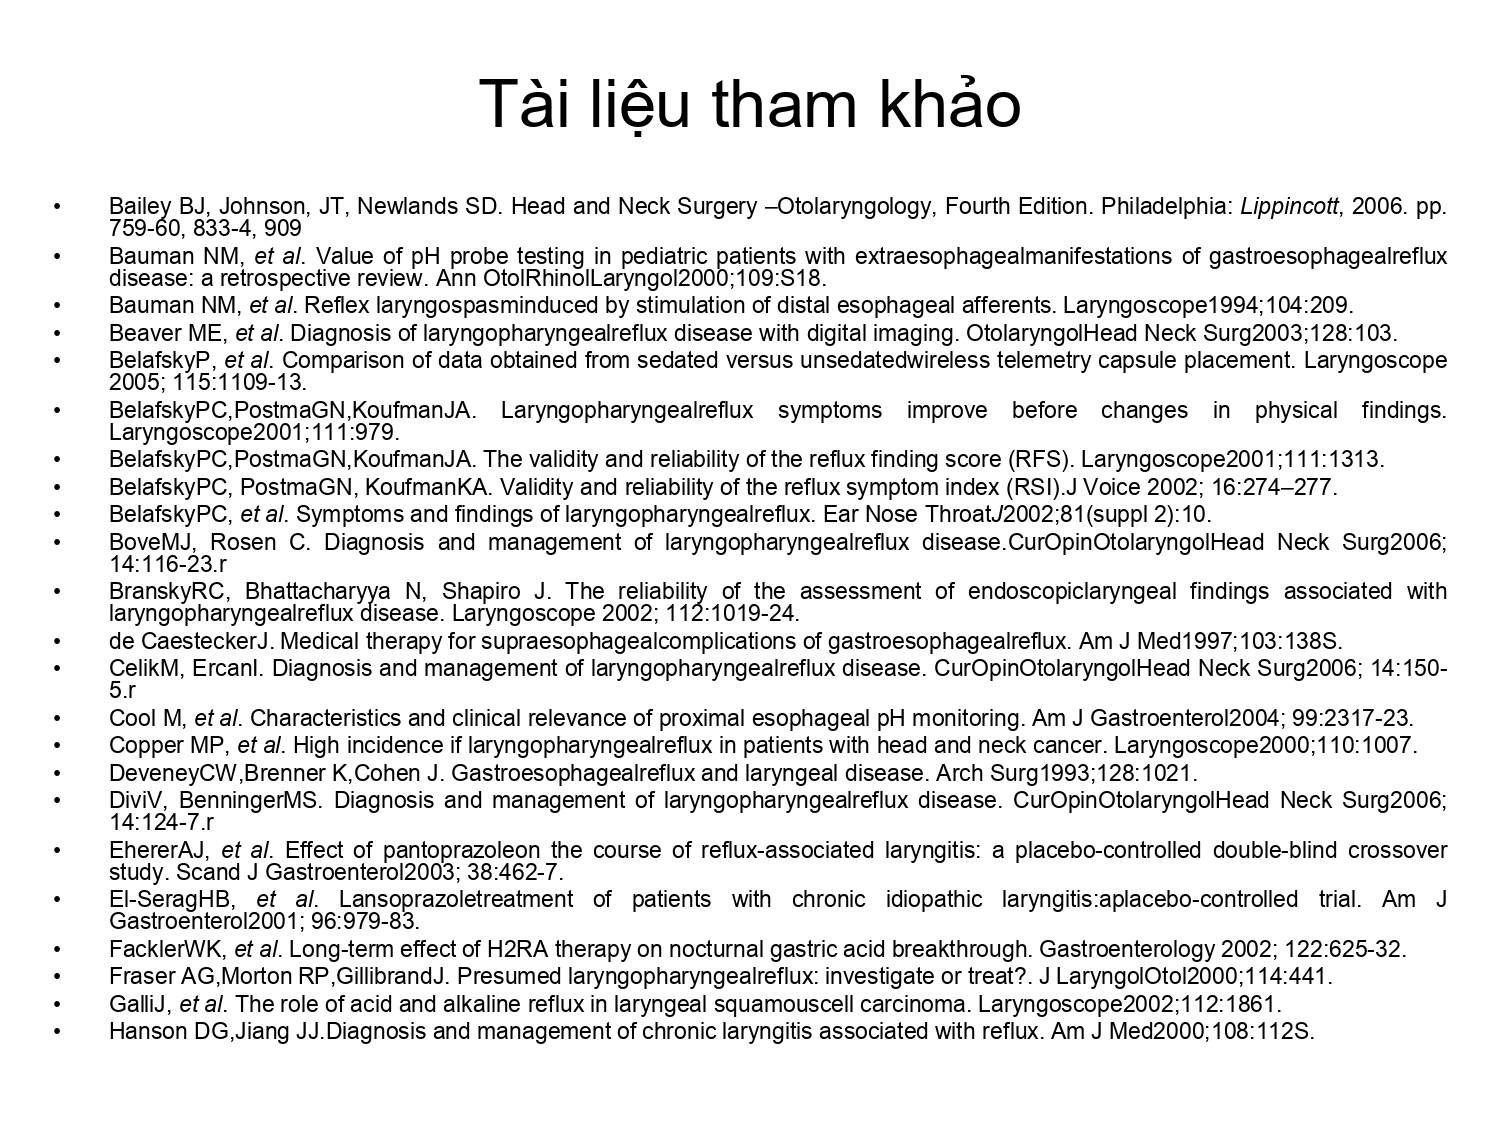 Tài liệu tham khảo
• Bailey BJ, Johnson, JT, Newlands SD. Head and Neck Surgery –Otolaryngology, Fourth Edition. Philadelphia: Lippincott, 2006. pp.
759-60, 833-4, 909
• Bauman NM, et al. Value of pH probe testing in pediatric patients with extraesophagealmanifestations of gastroesophagealreflux
disease: a retrospective review. Ann OtolRhinolLaryngol2000;109:S18.
• Bauman NM, et al. Reflex laryngospasminduced by stimulation of distal esophageal afferents. Laryngoscope1994;104:209.
• Beaver ME, et al. Diagnosis of laryngopharyngealreflux disease with digital imaging. OtolaryngolHead Neck Surg2003;128:103.
• BelafskyP, et al. Comparison of data obtained from sedated versus unsedatedwireless telemetry capsule placement. Laryngoscope
2005; 115:1109-13.
• BelafskyPC,PostmaGN,KoufmanJA. Laryngopharyngealreflux symptoms improve before changes in physical findings.
Laryngoscope2001;111:979.
• BelafskyPC,PostmaGN,KoufmanJA. The validity and reliability of the reflux finding score (RFS). Laryngoscope2001;111:1313.
• BelafskyPC, PostmaGN, KoufmanKA. Validity and reliability of the reflux symptom index (RSI).J Voice 2002; 16:274–277.
• BelafskyPC, et al. Symptoms and findings of laryngopharyngealreflux. Ear Nose ThroatJ2002;81(suppl 2):10.
• BoveMJ, Rosen C. Diagnosis and management of laryngopharyngealreflux disease.CurOpinOtolaryngolHead Neck Surg2006;
14:116-23.r
• BranskyRC, Bhattacharyya N, Shapiro J. The reliability of the assessment of endoscopiclaryngeal findings associated with
laryngopharyngealreflux disease. Laryngoscope 2002; 112:1019-24.
• de CaesteckerJ. Medical therapy for supraesophagealcomplications of gastroesophagealreflux. Am J Med1997;103:138S.
• CelikM, ErcanI. Diagnosis and management of laryngopharyngealreflux disease. CurOpinOtolaryngolHead Neck Surg2006; 14:150-
5.r
• Cool M, et al. Characteristics and clinical relevance of proximal esophageal pH monitoring. Am J Gastroenterol2004; 99:2317-23.
• Copper MP, et al. High incidence if laryngopharyngealreflux in patients with head and neck cancer. Laryngoscope2000;110:1007.
• DeveneyCW,Brenner K,Cohen J. Gastroesophagealreflux and laryngeal disease. Arch Surg1993;128:1021.
• DiviV, BenningerMS. Diagnosis and management of laryngopharyngealreflux disease. CurOpinOtolaryngolHead Neck Surg2006;
14:124-7.r
• EhererAJ, et al. Effect of pantoprazoleon the course of reflux-associated laryngitis: a placebo-controlled double-blind crossover
study. Scand J Gastroenterol2003; 38:462-7.
• El-SeragHB, et al. Lansoprazoletreatment of patients with chronic idiopathic laryngitis:aplacebo-controlled trial. Am J
Gastroenterol2001; 96:979-83.
• FacklerWK, et al. Long-term effect of H2RA therapy on nocturnal gastric acid breakthrough. Gastroenterology 2002; 122:625-32.
• Fraser AG,Morton RP,GillibrandJ. Presumed laryngopharyngealreflux: investigate or treat?. J LaryngolOtol2000;114:441.
• GalliJ, et al. The role of acid and alkaline reflux in laryngeal squamouscell carcinoma. Laryngoscope2002;112:1861.
• Hanson DG,Jiang JJ.Diagnosis and management of chronic laryngitis associated with reflux. Am J Med2000;108:112S.